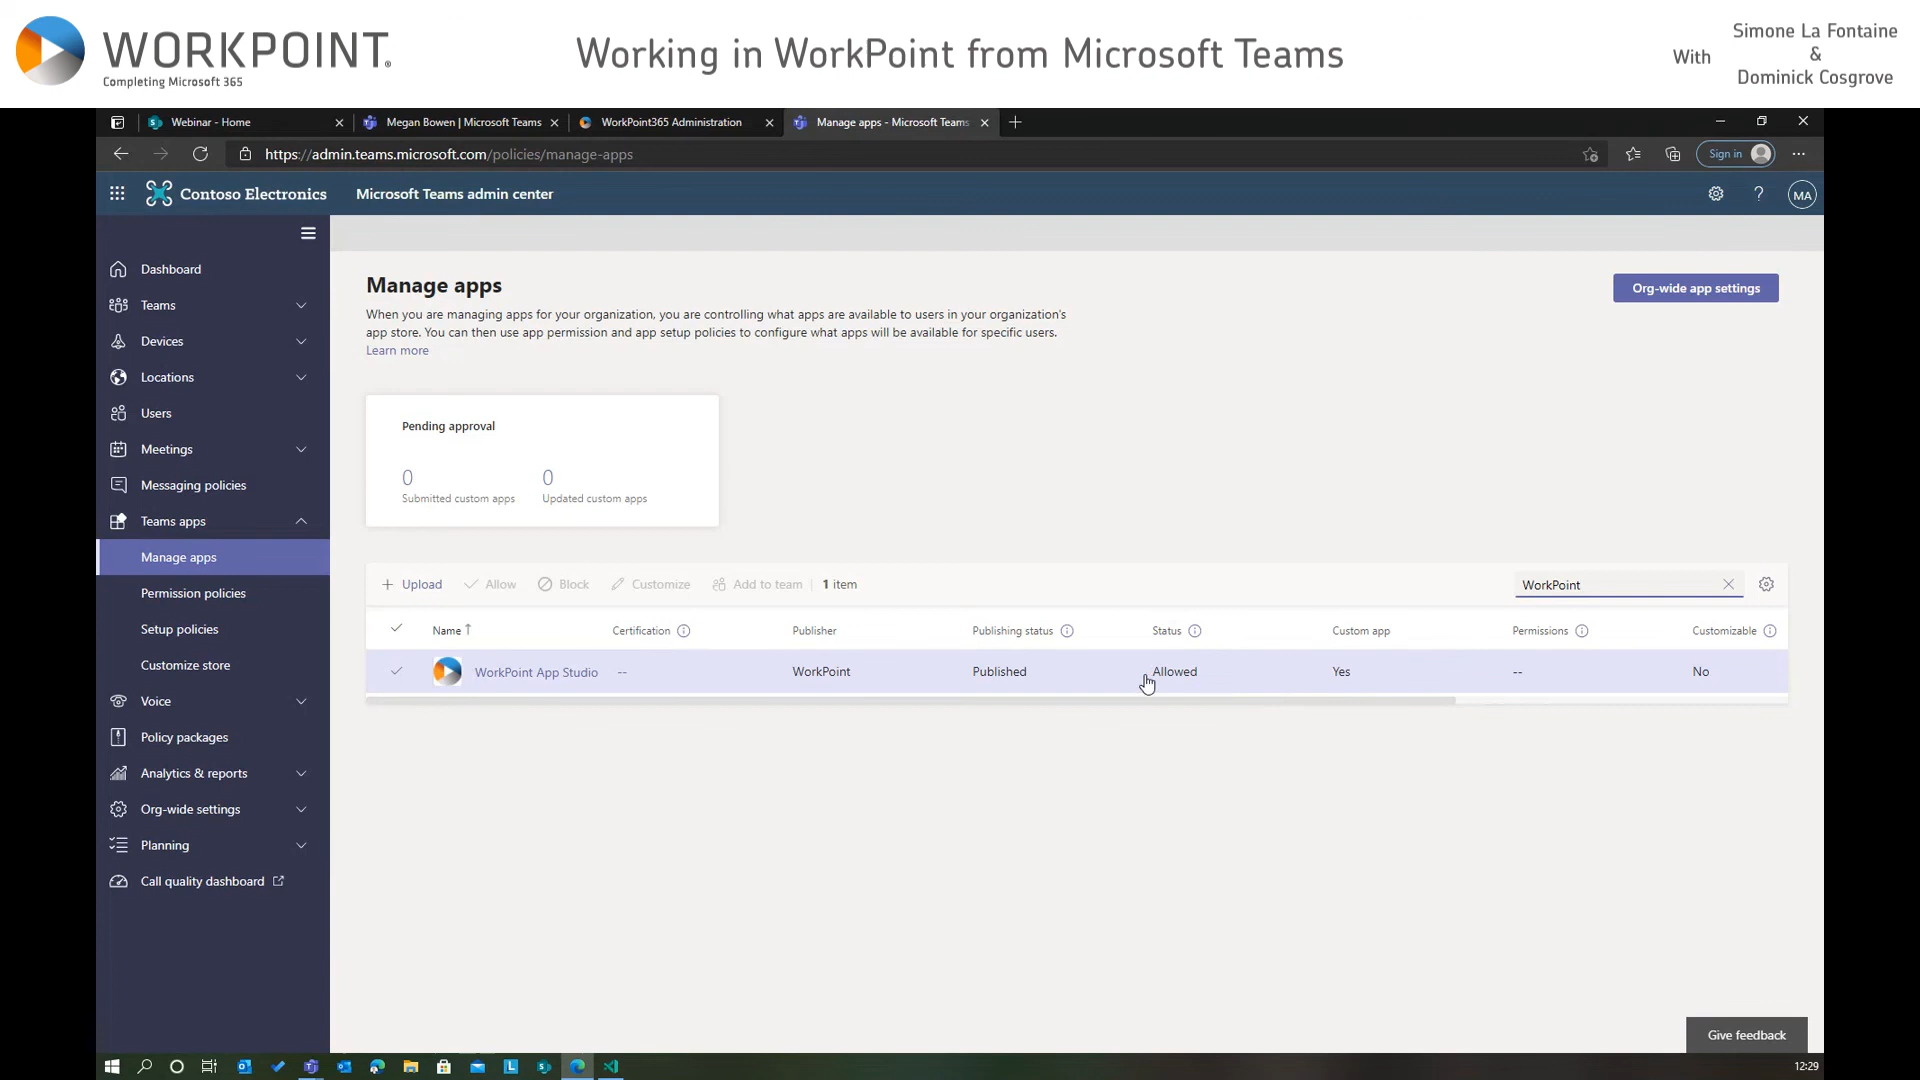 WORKPOINT.
Completing Microsoft 365
Working in WorkPoint from Microsoft Teams
With
Simone La Fontaine
&
Dominick Cosgrove
Webinar - Home
Megan Bowen | Microsoft Teams
WorkPoint365 Administration
Manage apps - Microsoft Teams
https://admin.teams.microsoft.com/policies/manage-apps
Sign in
Contoso Electronics
Microsoft Teams admin center
MA
Dashboard
Teams
Devices
Locations
Users
Meetings
Messaging policies
Teams apps
Manage apps
Permission policies
Setup policies
Customize store
Voice
Policy packages
Analytics & reports
Org-wide settings
Planning
Call quality dashboard
Manage apps
Org-wide app settings
When you are managing apps for your organization, you are controlling what apps are available to users in your organization's
app store. You can then use app permission and app setup policies to configure what apps will be available for specific users.
Learn more
Pending approval
0 0
Submitted custom apps Updated custom apps
+ Upload Allow Block Customize Add to team 1 item WorkPoint
Name ↑ Certification Publisher Publishing status Status Custom app Permissions Customizable
WorkPoint App Studio -- WorkPoint Published Allowed Yes -- No
Give feedback
12:29